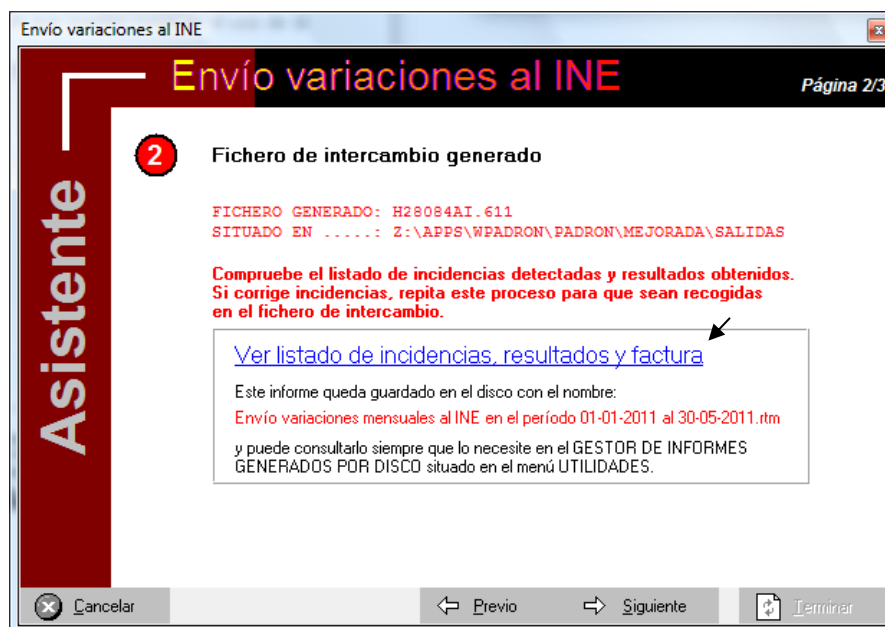 Envío variaciones al INE
Envío variaciones al INE
Página 2/3
Asistente
2
Fichero de intercambio generado
FICHERO GENERADO: H28084AI.611
SITUADO EN .....: Z:\APPS\WPADRON\PADRON\MEJORADA\SALIDAS
Compruebe el listado de incidencias detectadas y resultados obtenidos.
Si corrige incidencias, repita este proceso para que sean recogidas
en el fichero de intercambio.
Ver listado de incidencias, resultados y factura
Este informe queda guardado en el disco con el nombre:
Envío variaciones mensuales al INE en el período 01-01-2011 al 30-05-2011.rtm
y puede consultarlo siempre que lo necesite en el GESTOR DE INFORMES
GENERADOS POR DISCO situado en el menú UTILIDADES.
Cancelar
Previo
Siguiente
Terminar